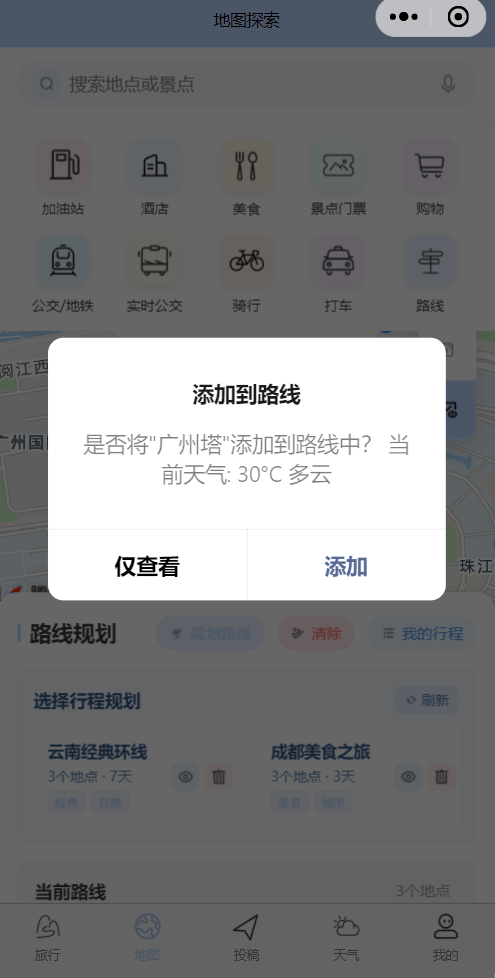 地图探索
搜索地点或景点
加油站 酒店 美食 景点门票 购物
公交/地铁 实时公交 骑行 打车 路线
阅江西
广州国
添加到路线
是否将"广州塔"添加到路线中？ 当
前天气: 30°C 多云
仅查看 添加
珠江
路线规划 规划路线 清除 我的行程
选择行程规划 刷新
云南经典环线 成都美食之旅
3个地点 · 7天 3个地点 · 3天
经典 自然 美食 城市
当前路线 3个地点
旅行 地图 投稿 天气 我的